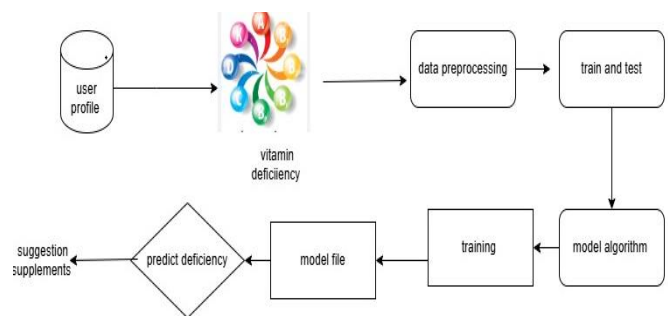 user
profile
A
B
D
vitamin
deficiiency
data preprocessing
train and test
model algorithm
training
model file
predict deficiency
suggestion
supplements